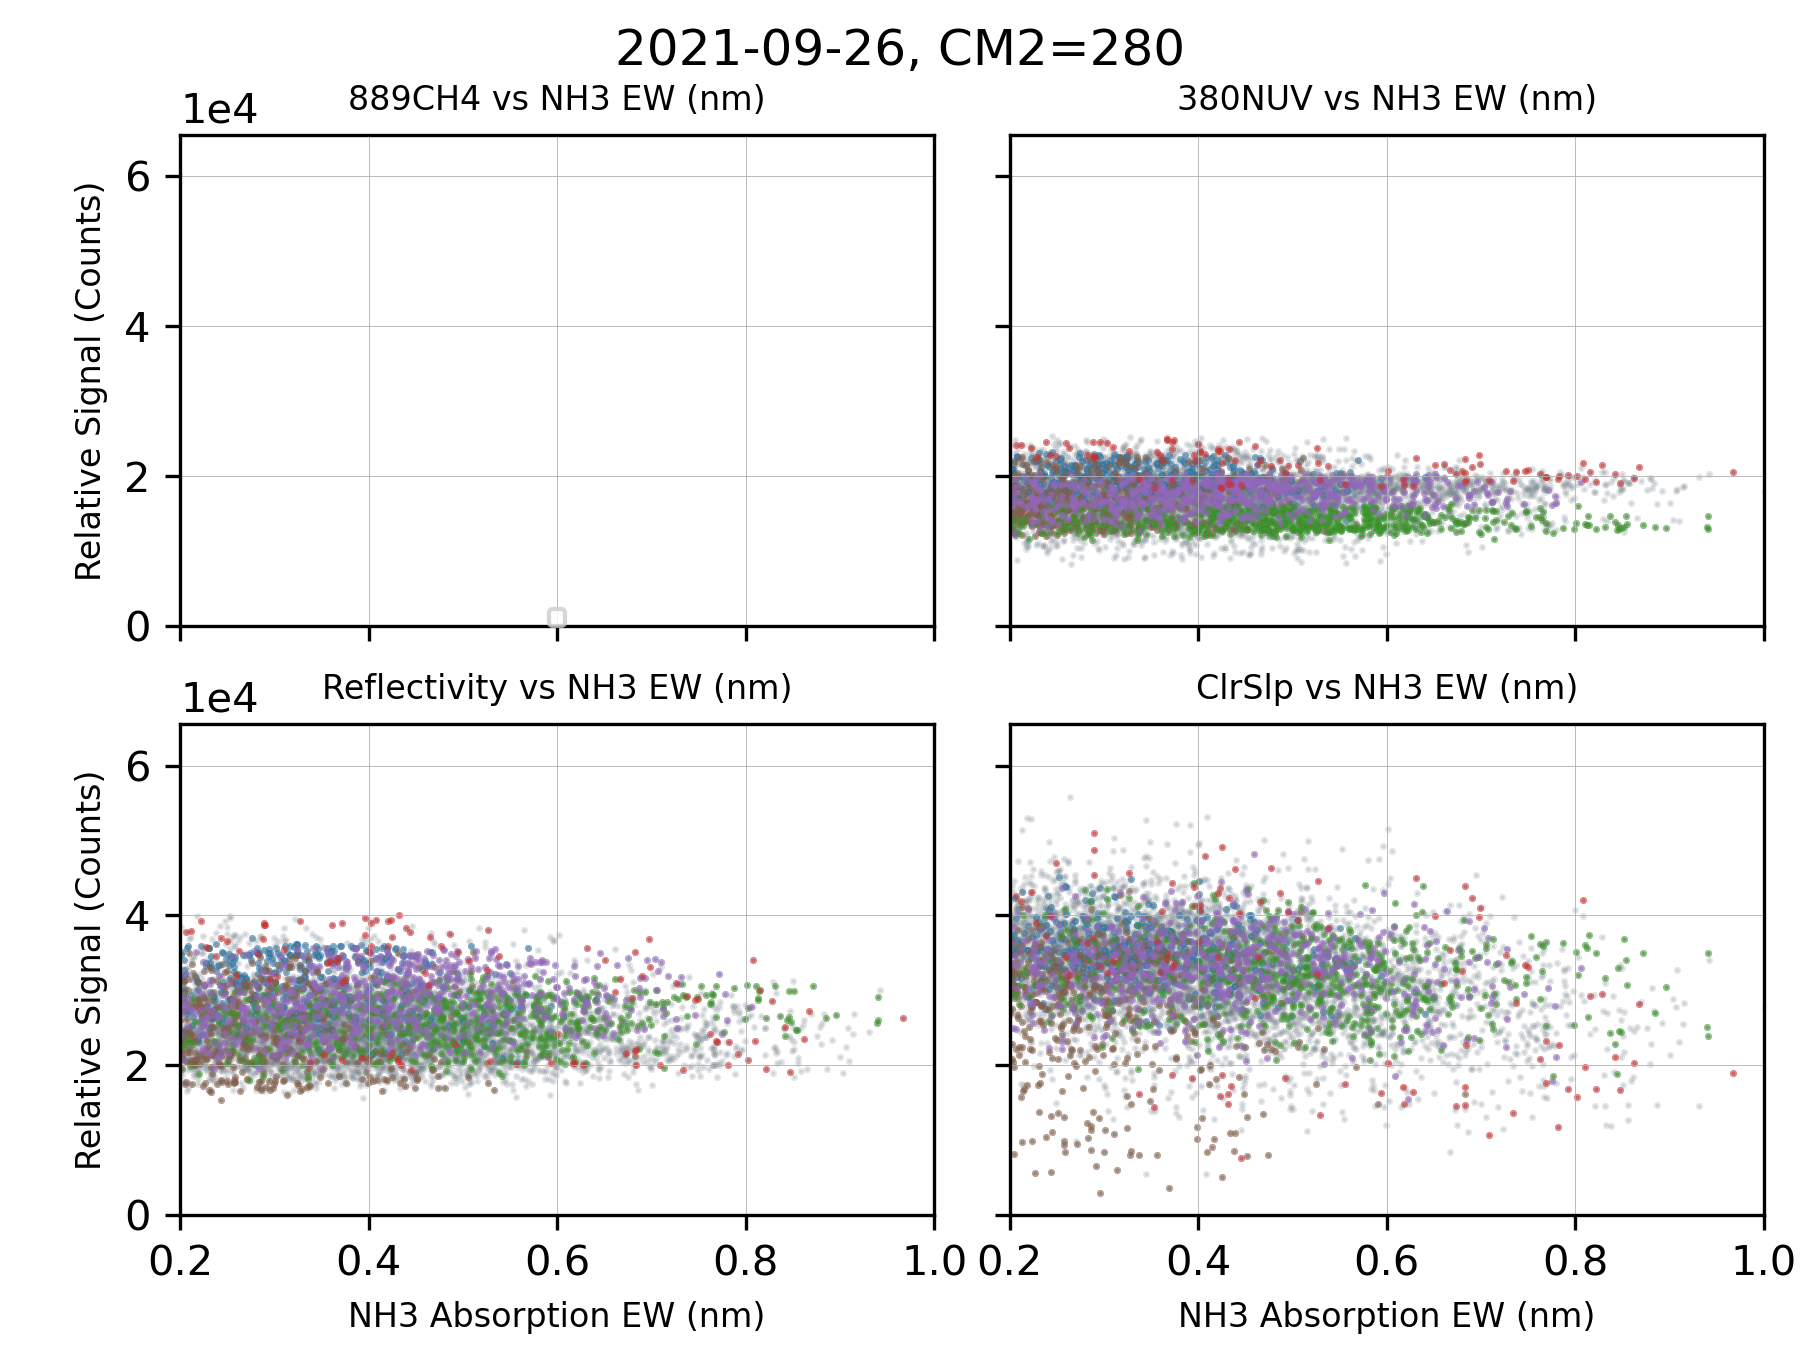 2021-09-26, CM2=280
889CH4 vs NH3 EW (nm)
380NUV vs NH3 EW (nm)
1e4
6
4
2
0
Relative Signal (Counts)
Reflectivity vs NH3 EW (nm)
ClrSlp vs NH3 EW (nm)
1e4
6
4
2
0
Relative Signal (Counts)
0.2 0.4 0.6 0.8 1.0
0.2 0.4 0.6 0.8 1.0
NH3 Absorption EW (nm)
NH3 Absorption EW (nm)